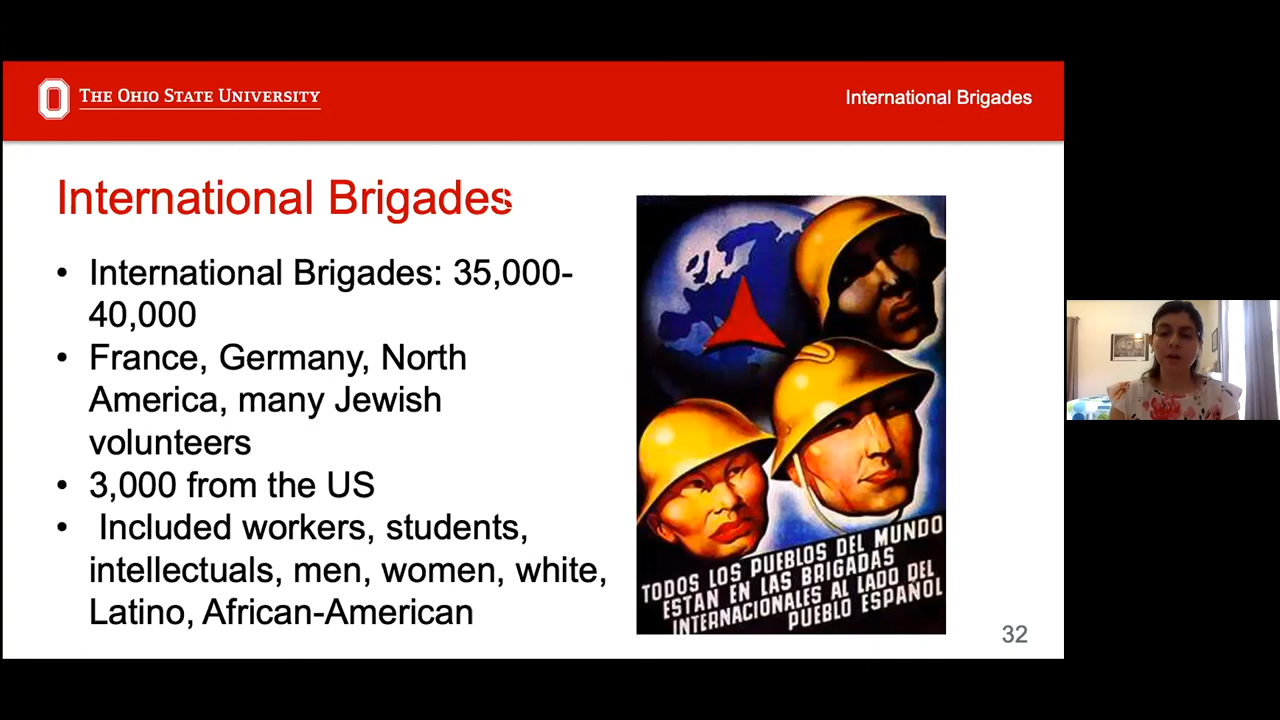 THE OHIO STATE UNIVERSITY
International Brigades
International Brigades
• International Brigades: 35,000-
40,000
• France, Germany, North
America, many Jewish
volunteers
• 3,000 from the US
• Included workers, students,
intellectuals, men, women, white,
Latino, African-American
TODOS LOS PUEBLOS DEL MUNDO
ESTAN EN LAS BRIGADAS
INTERNACIONALES AL LADO DEL
PUEBLO ESPAÑOL
32